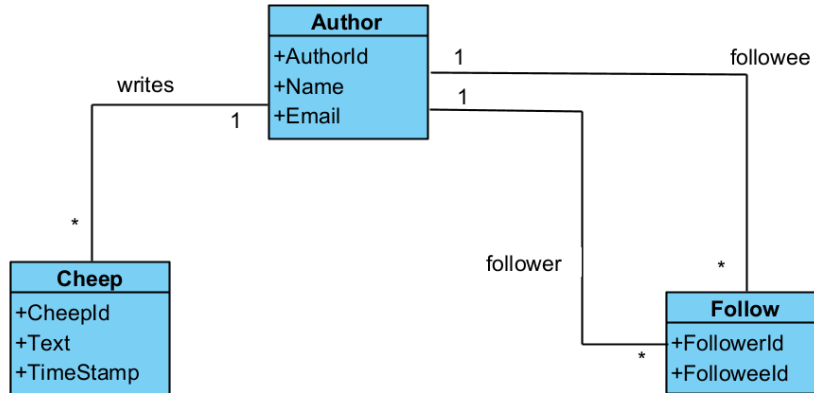 Author
+AuthorId
+Name
+Email
1
followee
1
writes
1
*
follower
*
*
Cheep
+CheepId
+Text
+TimeStamp
Follow
+FollowerId
+FolloweeId